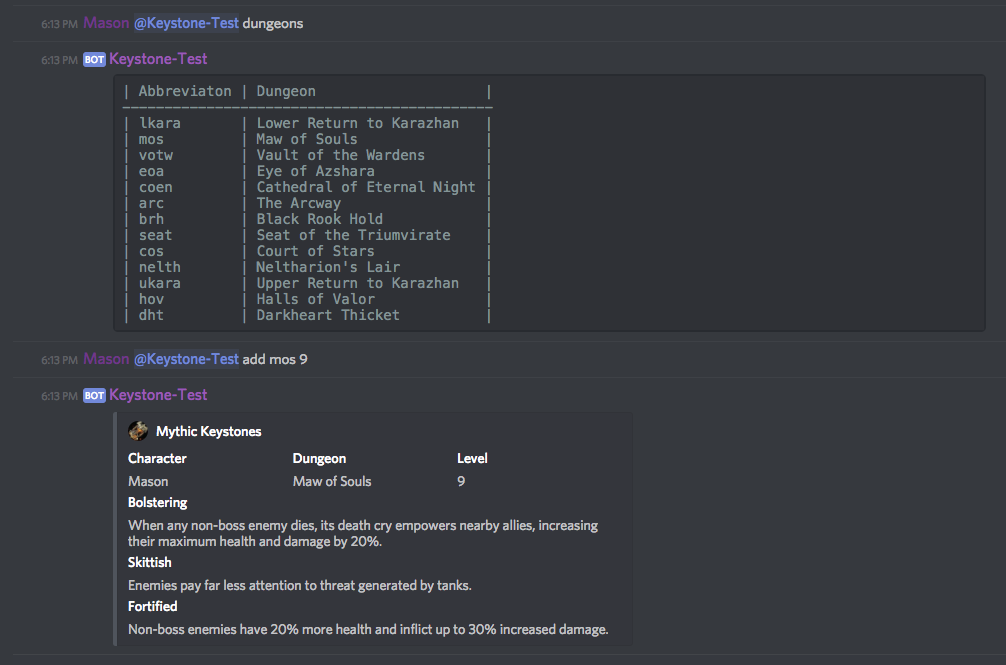 6:13 PM Mason @Keystone-Test dungeons
6:13 PM BOT Keystone-Test
| Abbreviaton | Dungeon |
| lkara | Lower Return to Karazhan |
| mos | Maw of Souls |
| votw | Vault of the Wardens |
| eoa | Eye of Azshara |
| coen | Cathedral of Eternal Night |
| arc | The Arcway |
| brh | Black Rook Hold |
| seat | Seat of the Triumvirate |
| cos | Court of Stars |
| nelth | Neltharion's Lair |
| ukara | Upper Return to Karazhan |
| hov | Halls of Valor |
| dht | Darkheart Thicket |
6:13 PM Mason @Keystone-Test add mos 9
6:13 PM BOT Keystone-Test
Mythic Keystones
Character Dungeon Level
Mason Maw of Souls 9
Bolstering
When any non-boss enemy dies, its death cry empowers nearby allies, increasing
their maximum health and damage by 20%.
Skittish
Enemies pay far less attention to threat generated by tanks.
Fortified
Non-boss enemies have 20% more health and inflict up to 30% increased damage.